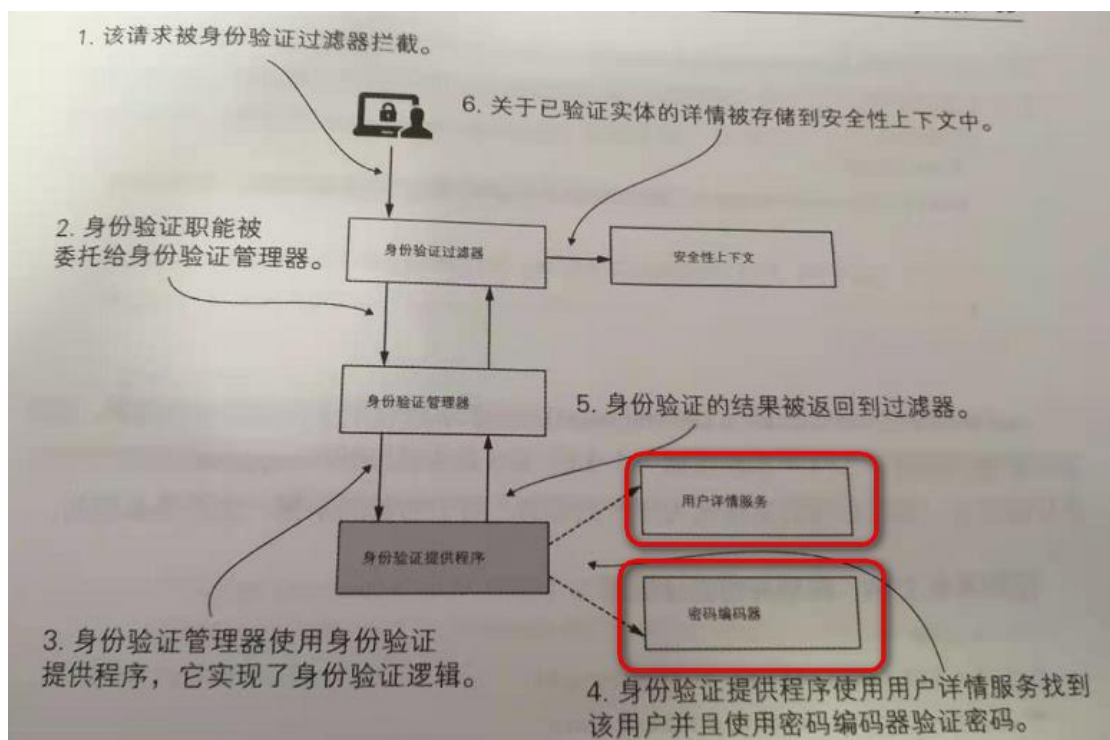 1. 该请求被身份验证过滤器拦截。
6. 关于已验证实体的详情被存储到安全性上下文中。
2. 身份验证职能被
委托给身份验证管理器。
身份验证过滤器
安全性上下文
身份验证管理器
5. 身份验证的结果被返回到过滤器。
用户详情服务
身份验证提供程序
密码编码器
3. 身份验证管理器使用身份验证
提供程序，它实现了身份验证逻辑。
4. 身份验证提供程序使用用户详情服务找到
该用户并且使用密码编码器验证密码。